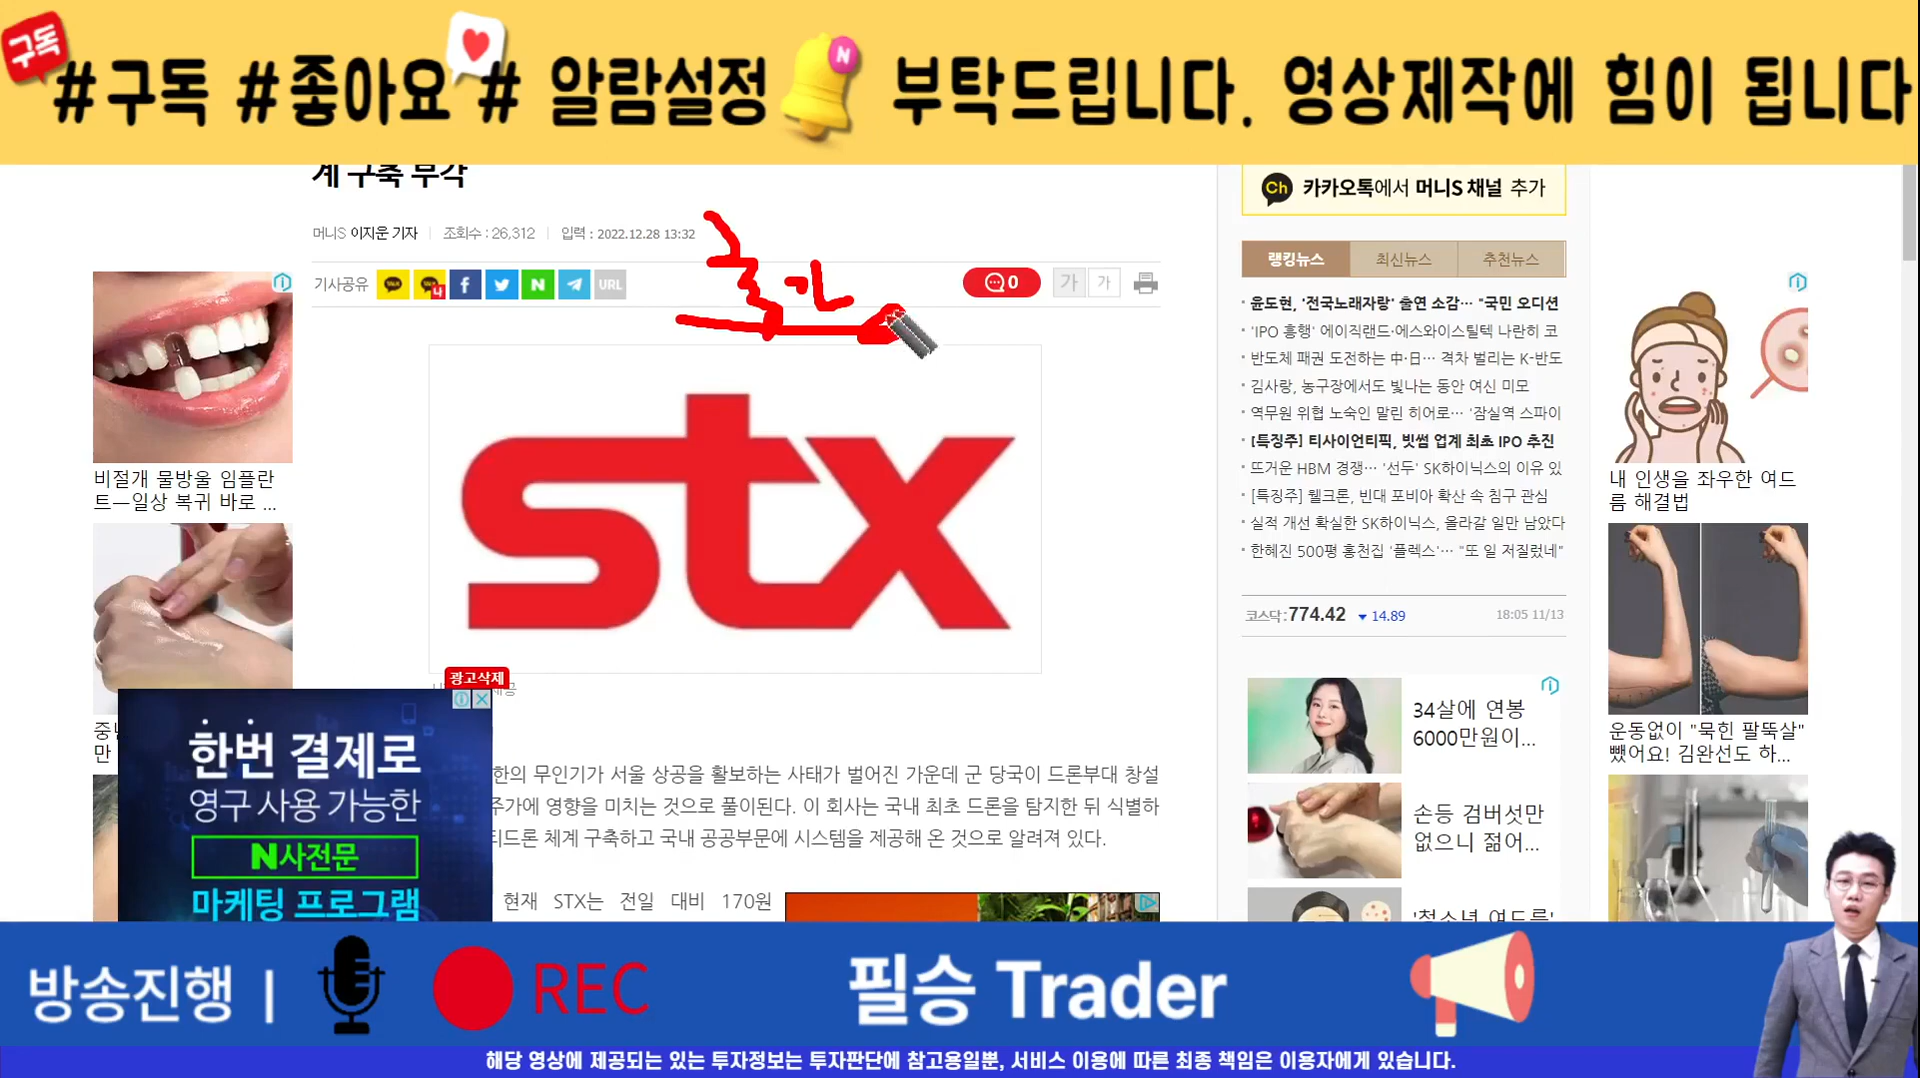 구독
#구독 #좋아요 # 알람설정 N 부탁드립니다. 영상제작에 힘이 됩니다
계 구축 부각
머니S 이지운 기자 | 조회수 : 26,312 | 입력 : 2022.12.28 13:32
기사공유
f
N
URL
0
가 가
stx
비절개 물방울 임플란
트—일상 복귀 바로 ...
광고삭제
한번 결제로
영구 사용 가능한
N사전문
마케팅 프로그램
한의 무인기가 서울 상공을 활보하는 사태가 벌어진 가운데 군 당국이 드론부대 창설
주가에 영향을 미치는 것으로 풀이된다. 이 회사는 국내 최초 드론을 탐지한 뒤 식별하
티드론 체계 구축하고 국내 공공부문에 시스템을 제공해 온 것으로 알려져 있다.
현재 STX는 전일 대비 170원
Ch 카카오톡에서 머니S 채널 추가
랭킹뉴스 최신뉴스 추천뉴스
윤도현, '전국노래자랑' 출연 소감… "국민 오디션
'IPO 흥행' 에이직랜드·에스와이스틸텍 나란히 코
반도체 패권 도전하는 中·日… 격차 벌리는 K-반도
김사랑, 농구장에서도 빛나는 동안 여신 미모
역무원 위협 노숙인 말린 히어로… '잠실역 스파이
[특징주] 티사이언티픽, 빗썸 업계 최초 IPO 추진
뜨거운 HBM 경쟁… '선두' SK하이닉스의 이유 있
[특징주] 웰크론, 빈대 포비아 확산 속 침구 관심
실적 개선 확실한 SK하이닉스, 올라갈 일만 남았다
한혜진 500평 홍천집 '플렉스'… "또 일 저질렀네"
코스닥 : 774.42 ▼ 14.89 18:05 11/13
34살에 연봉
6000만원이...
손등 검버섯만
없으니 젊어...
'청소년 여드름'
내 인생을 좌우한 여드
름 해결법
운동없이 "묵힌 팔뚝살"
뺐어요! 김완선도 하...
방송진행 | REC 필승 Trader
해당 영상에 제공되는 있는 투자정보는 투자판단에 참고용일뿐, 서비스 이용에 따른 최종 책임은 이용자에게 있습니다.